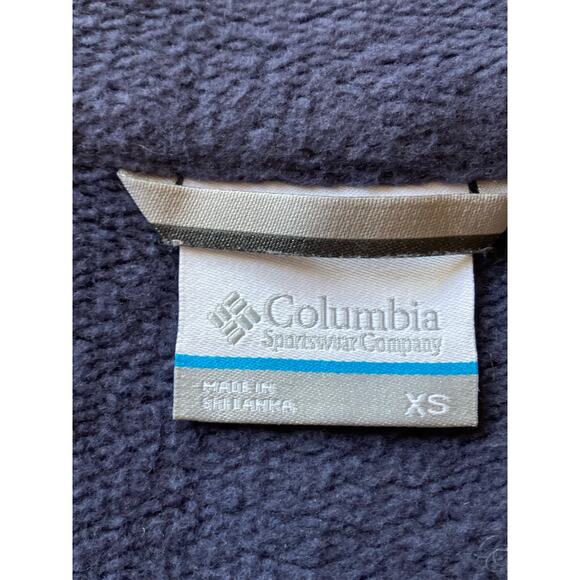 Columbia
Sportswear Company
MADE IN
SRI LANKA
XS